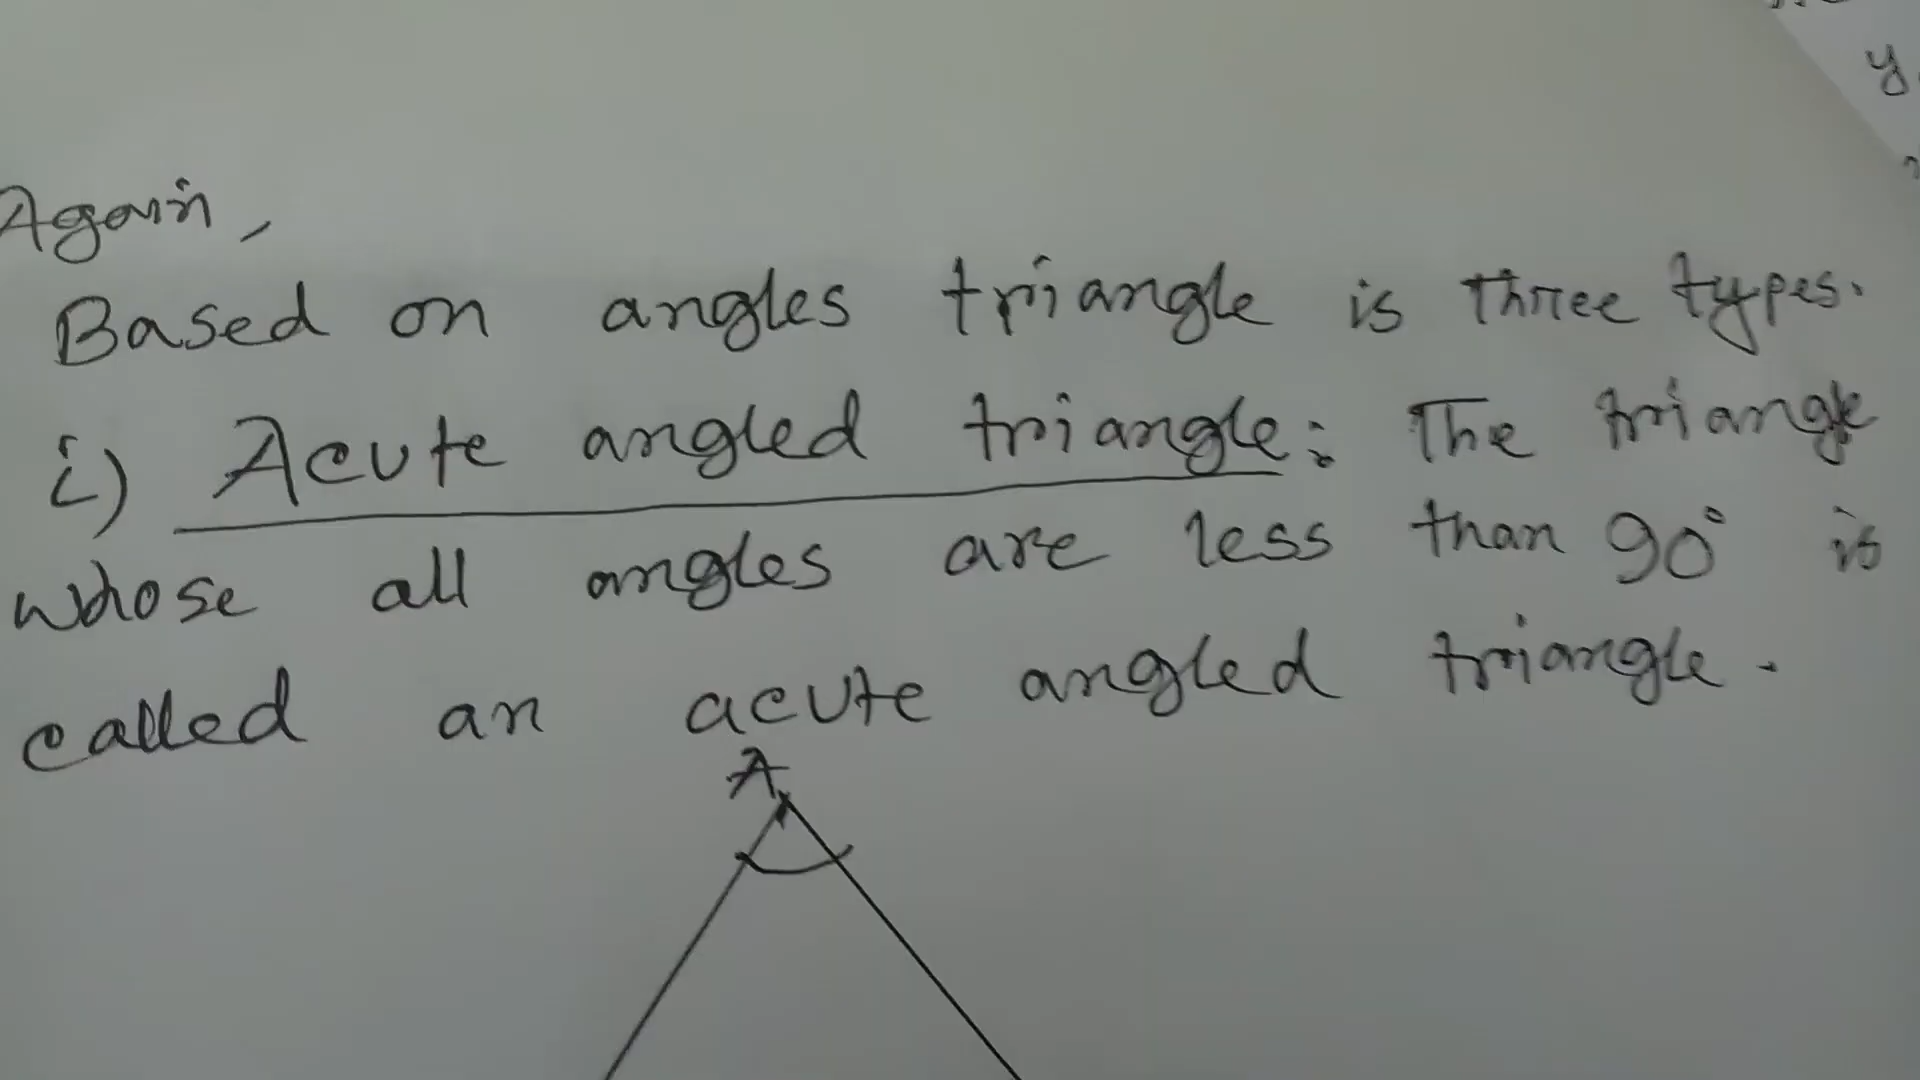 Again,
Based on angles triangle is three types.
i) Acute angled triangle: The triangle
whose all angles are less than 90° is
called an acute angled triangle.
A
y